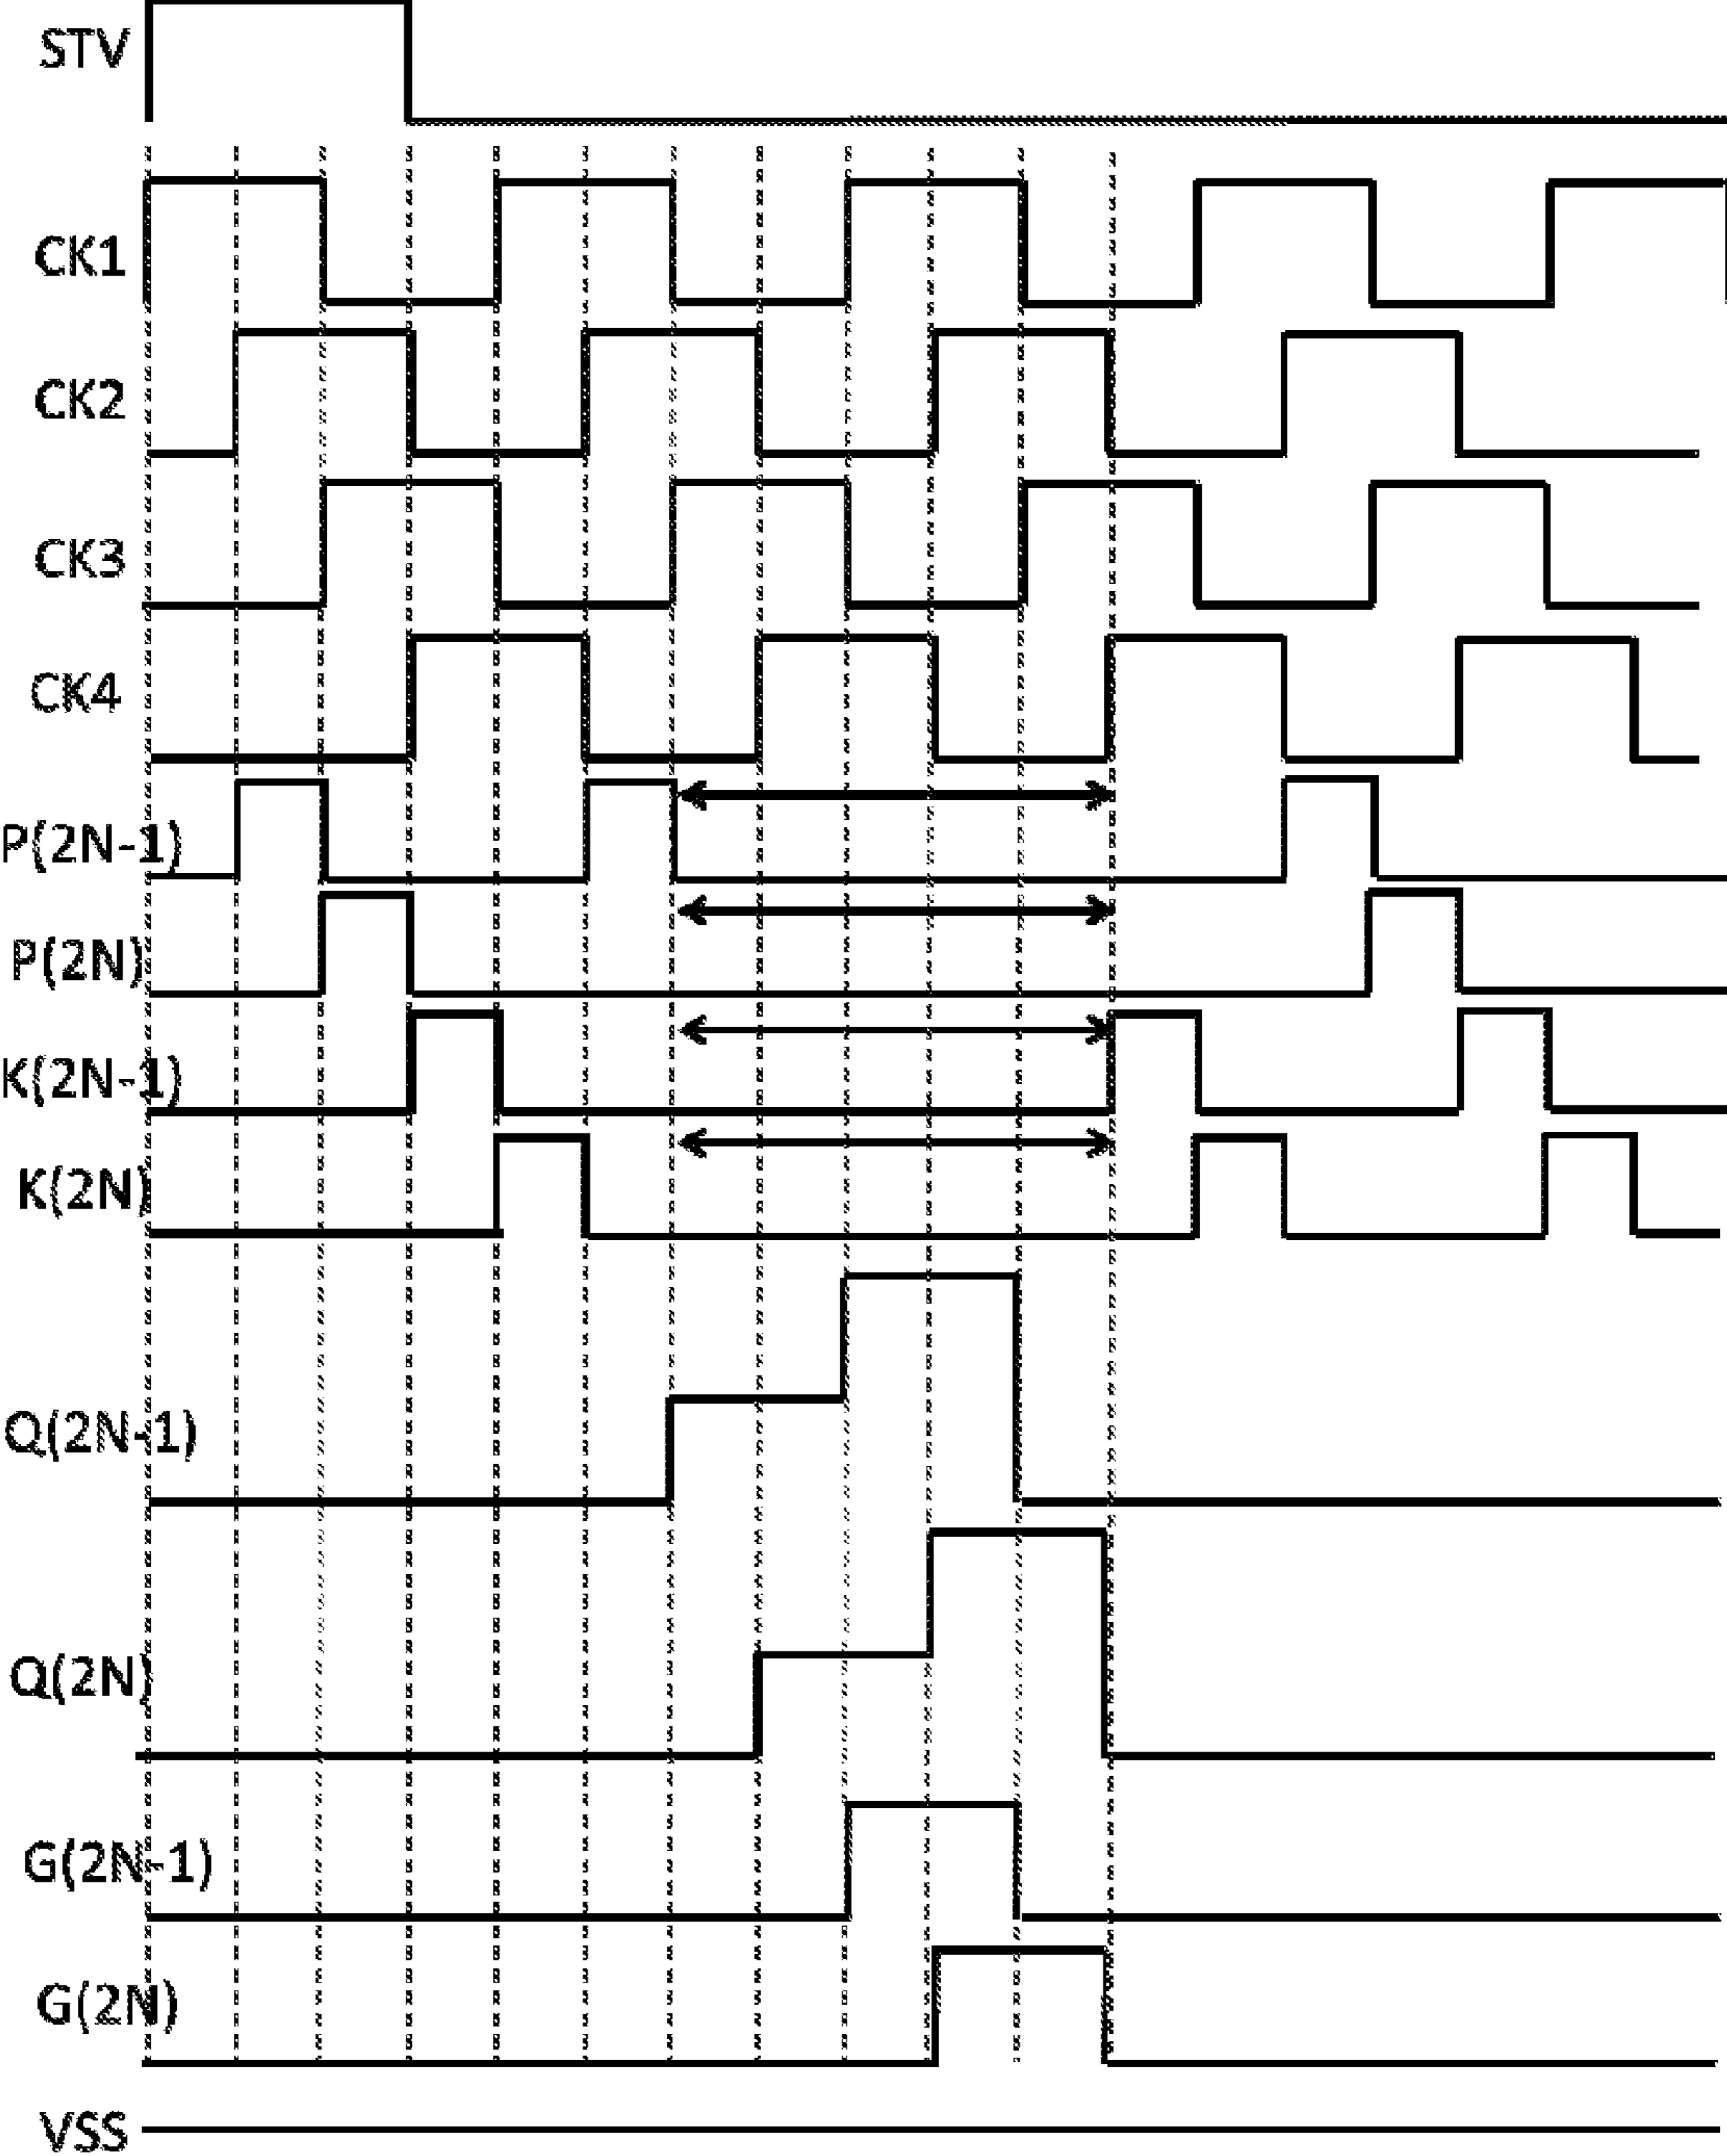 STV
CK1
CK2
CK3
CK4
P(2N-1)
P(2N)
K(2N-1)
K(2N)
Q(2N-1)
Q(2N)
G(2N-1)
G(2N)
VSS